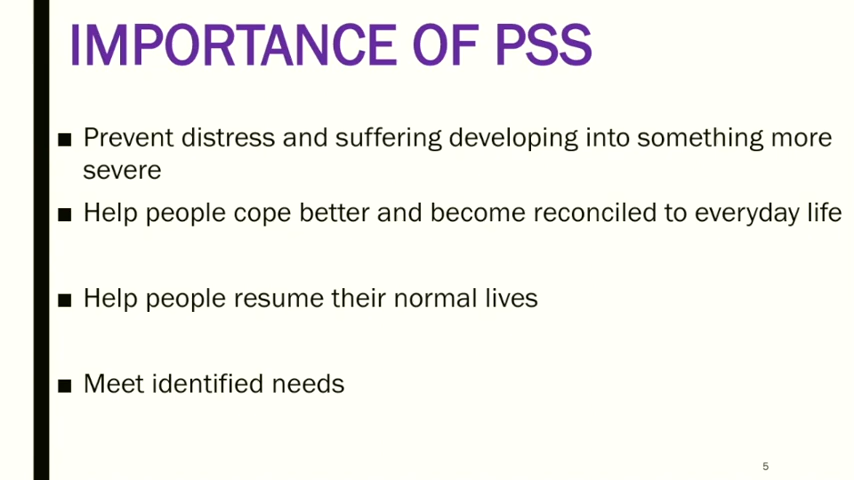 IMPORTANCE OF PSS
■ Prevent distress and suffering developing into something more
severe
■ Help people cope better and become reconciled to everyday life
■ Help people resume their normal lives
■ Meet identified needs
5